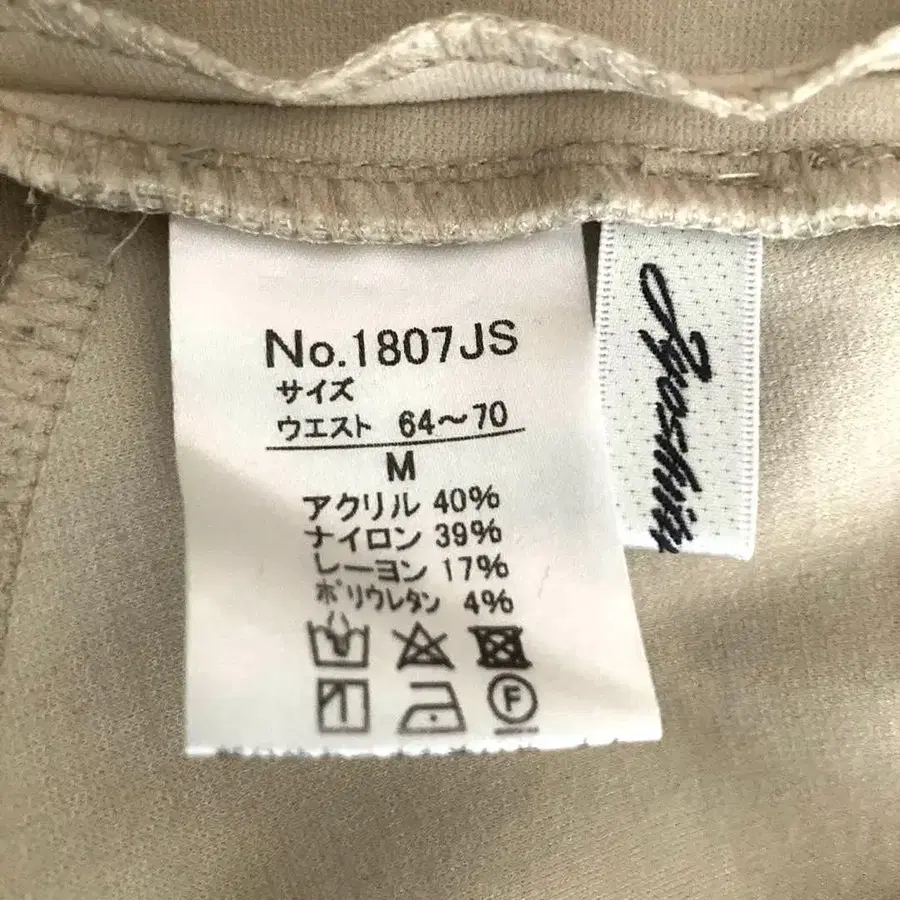 No.1807JS
サイズ
ウエスト 64～70
M
アクリル 40%
ナイロン 39%
レーヨン 17%
ポリウレタン 4%
F